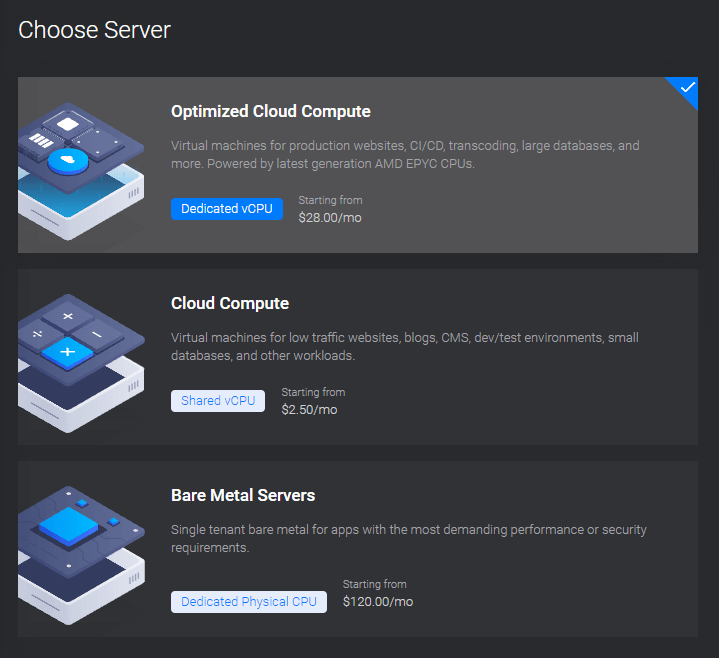 Choose Server
Optimized Cloud Compute
Virtual machines for production websites, CI/CD, transcoding, large databases, and
more. Powered by latest generation AMD EPYC CPUs.
Dedicated vCPU
Starting from
$28.00/mo
Cloud Compute
Virtual machines for low traffic websites, blogs, CMS, dev/test environments, small
databases, and other workloads.
Shared vCPU
Starting from
$2.50/mo
Bare Metal Servers
Single tenant bare metal for apps with the most demanding performance or security
requirements.
Dedicated Physical CPU
Starting from
$120.00/mo